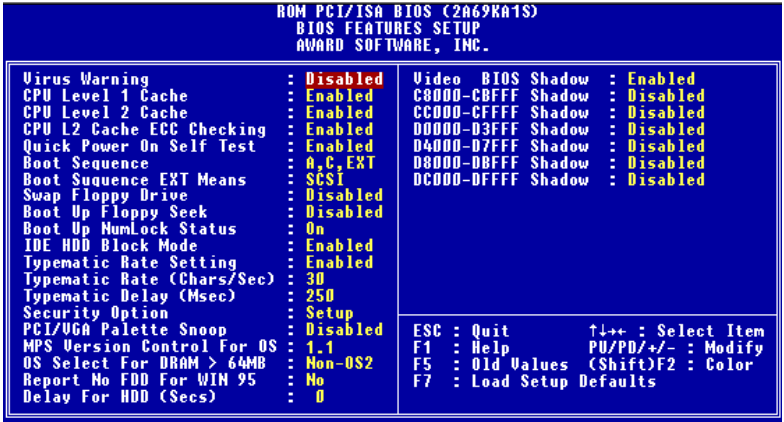 ROM PCI/ISA BIOS (2A69KA1S)
BIOS FEATURES SETUP
AWARD SOFTWARE, INC.
Virus Warning : Disabled
CPU Level 1 Cache : Enabled
CPU Level 2 Cache : Enabled
CPU L2 Cache ECC Checking : Enabled
Quick Power On Self Test : Enabled
Boot Sequence : A,C,EXT
Boot Suquence EXT Means : SCSI
Swap Floppy Drive : Disabled
Boot Up Floppy Seek : Disabled
Boot Up NumLock Status : On
IDE HDD Block Mode : Enabled
Typematic Rate Setting : Enabled
Typematic Rate (Chars/Sec) : 30
Typematic Delay (Msec) : 250
Security Option : Setup
PCI/VGA Palette Snoop : Disabled
MPS Version Control For OS : 1.1
OS Select For DRAM > 64MB : Non-OS2
Report No FDD For WIN 95 : No
Delay For HDD (Secs) : 0
Video BIOS Shadow : Enabled
C8000-CBFFF Shadow : Disabled
CC000-CFFFF Shadow : Disabled
D0000-D3FFF Shadow : Disabled
D4000-D7FFF Shadow : Disabled
D8000-DBFFF Shadow : Disabled
DC000-DFFFF Shadow : Disabled
ESC : Quit ↑↓→← : Select Item
F1 : Help PU/PD/+/- : Modify
F5 : Old Values (Shift)F2 : Color
F7 : Load Setup Defaults